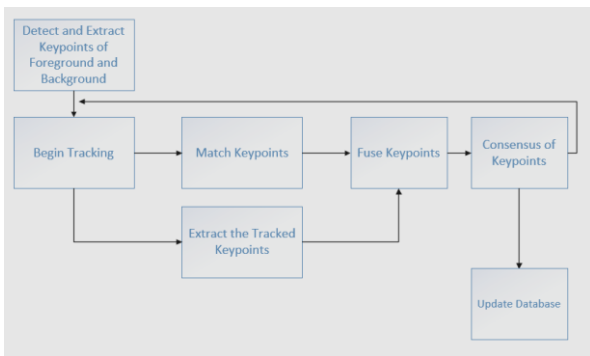 Detect and Extract
Keypoints of
Foreground and
Background
Begin Tracking
Match Keypoints
Fuse Keypoints
Consensus of
Keypoints
Extract the Tracked
Keypoints
Update Database